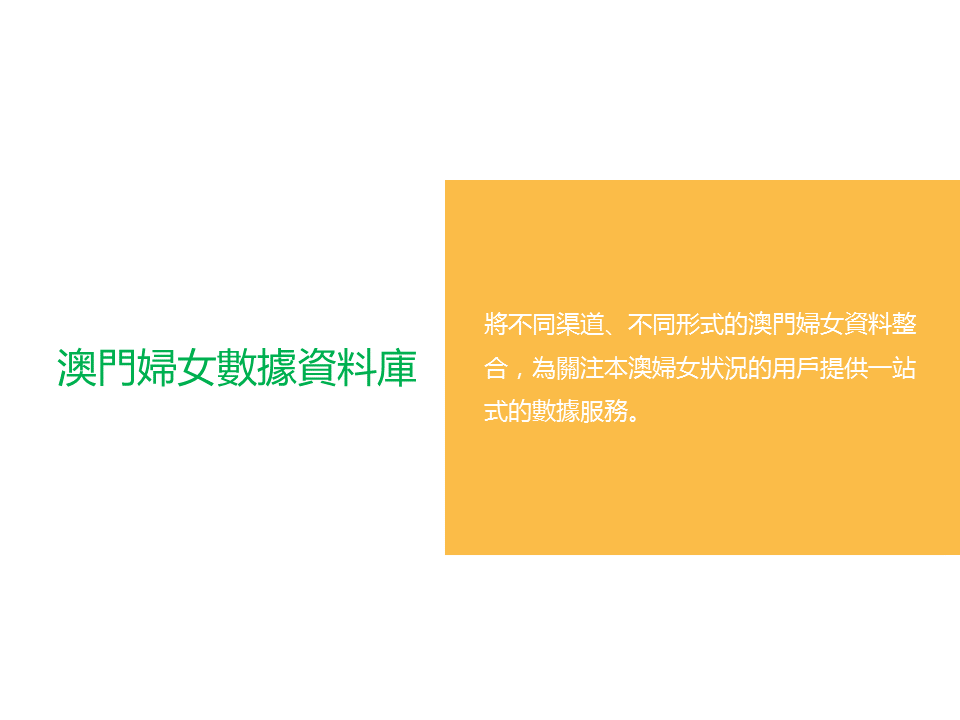 澳門婦女數據資料庫
將不同渠道、不同形式的澳門婦女資料整
合，為關注本澳婦女狀況的用戶提供一站
式的數據服務。